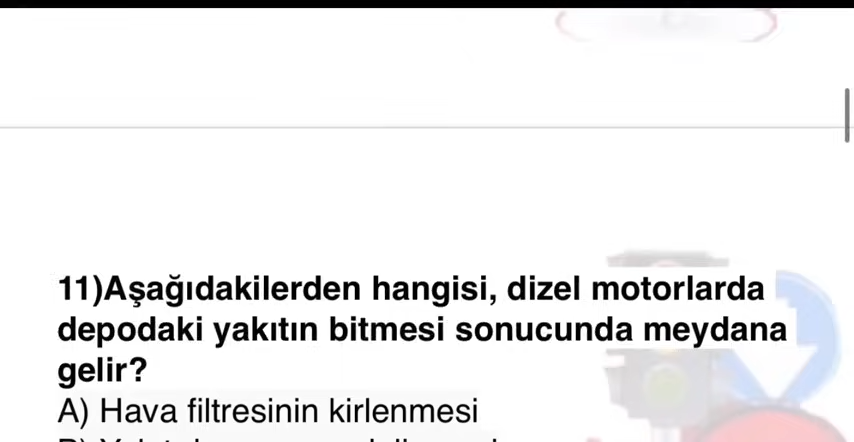 11)Aşağıdakilerden hangisi, dizel motorlarda
depodaki yakıtın bitmesi sonucunda meydana
gelir?
A) Hava filtresinin kirlenmesi